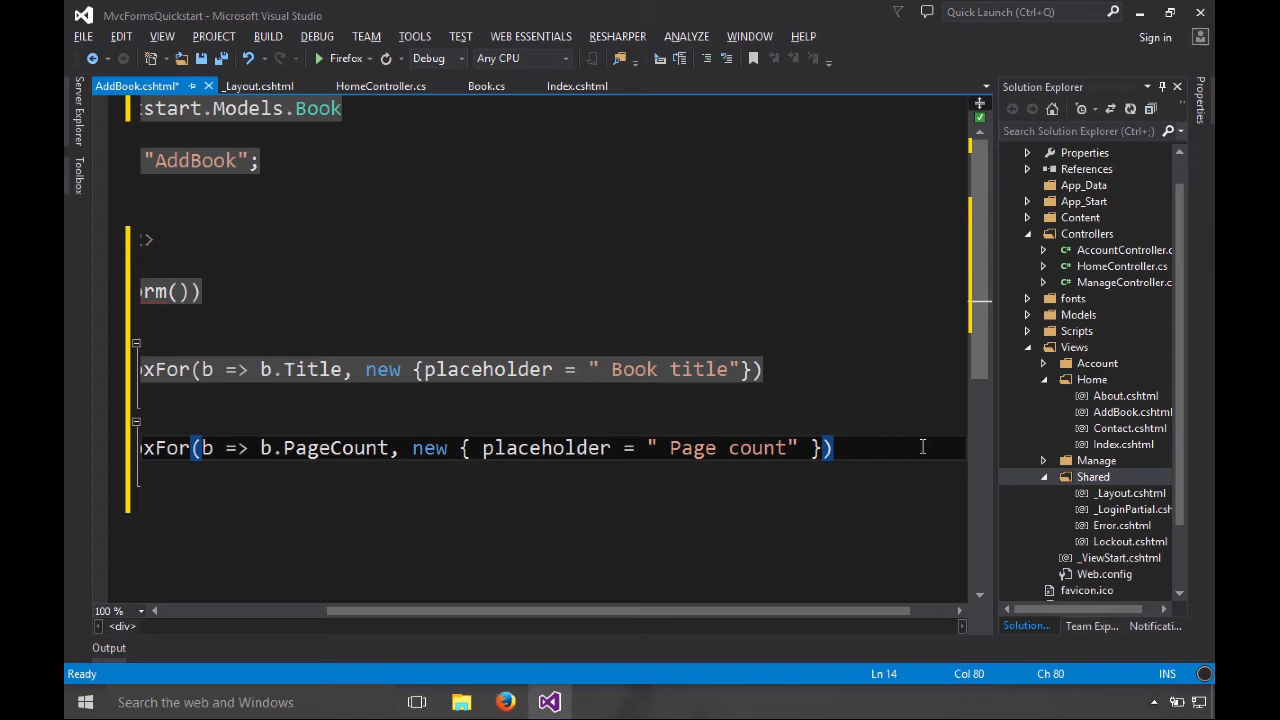 MvcFormsQuickstart - Microsoft Visual Studio
Quick Launch (Ctrl+Q)
FILE EDIT VIEW PROJECT BUILD DEBUG TEAM TOOLS TEST WEB ESSENTIALS RESHARPER ANALYZE WINDOW HELP
Sign in
Firefox Debug Any CPU
AddBook.cshtml* _Layout.cshtml HomeController.cs Book.cs Index.cshtml
Solution Explorer
Server Explorer
Toolbox
Properties
Search Solution Explorer (Ctrl+;)
start.Models.Book
"AddBook";
2>
orm())
oxFor(b => b.Title, new {placeholder = " Book title"})
oxFor(b => b.PageCount, new { placeholder = " Page count" })
Properties
References
App_Data
App_Start
Content
Controllers
C# AccountController.c
C# HomeController.cs
C# ManageController.cs
fonts
Models
Scripts
Views
Account
Home
About.cshtml
AddBook.cshtml
Contact.cshtml
Index.cshtml
Manage
Shared
_Layout.cshtml
_LoginPartial.csh
Error.cshtml
Lockout.cshtml
_ViewStart.cshtml
Web.config
favicon.ico
100 %
<div>
Solution... Team Exp... Notificati...
Output
Ready Ln 14 Col 80 Ch 80 INS
Search the web and Windows